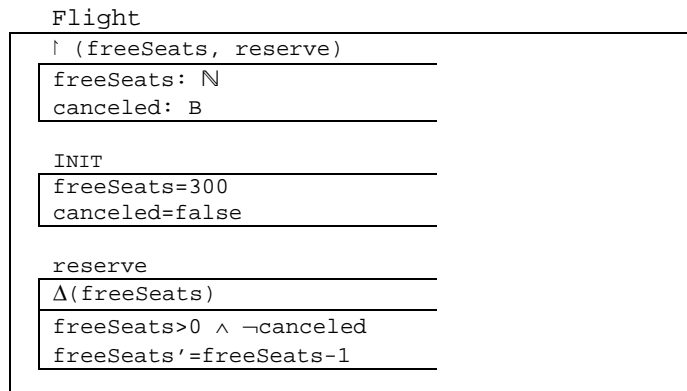 Flight
↾ (freeSeats, reserve)
freeSeats: ℕ
canceled: B
INIT
freeSeats=300
canceled=false
reserve
Δ(freeSeats)
freeSeats>0 ∧ ¬canceled
freeSeats’=freeSeats-1